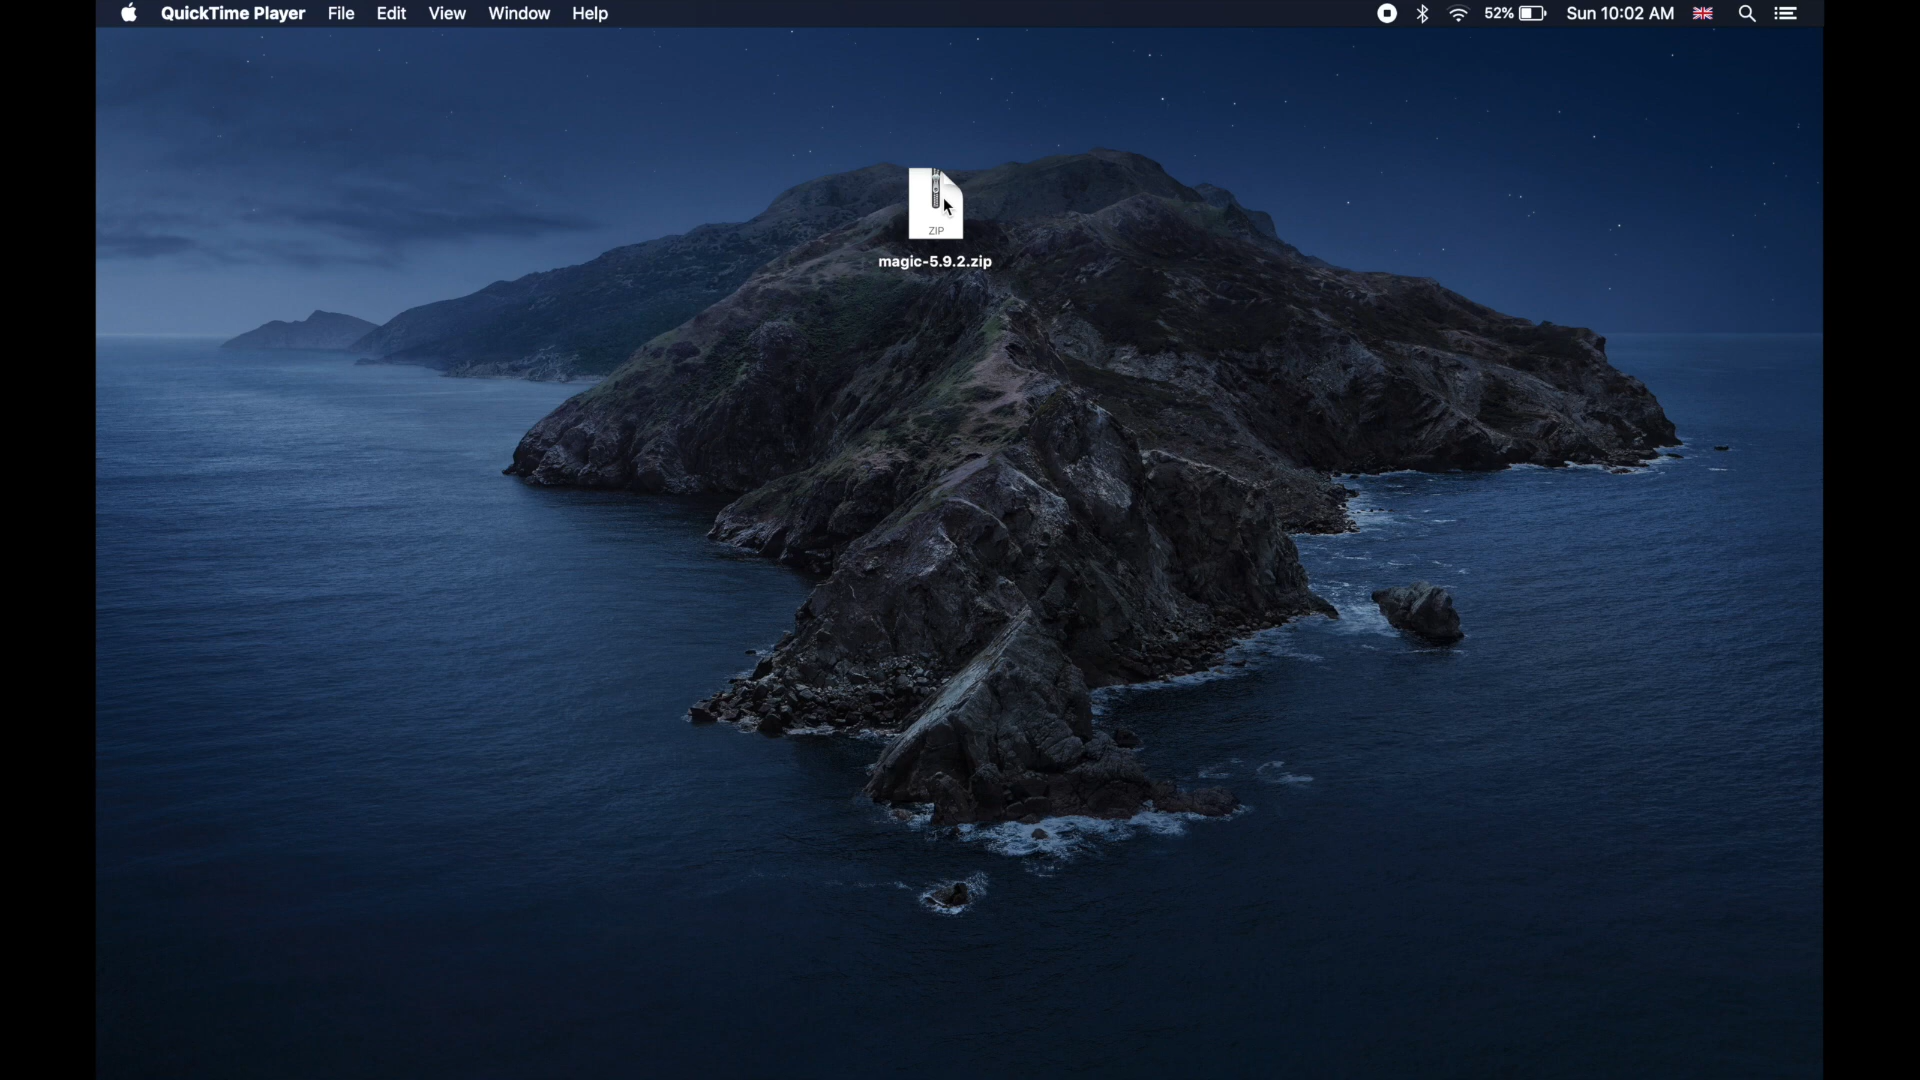 QuickTime Player File Edit View Window Help 52% Sun 10:02 AM
ZIP
magic-5.9.2.zip